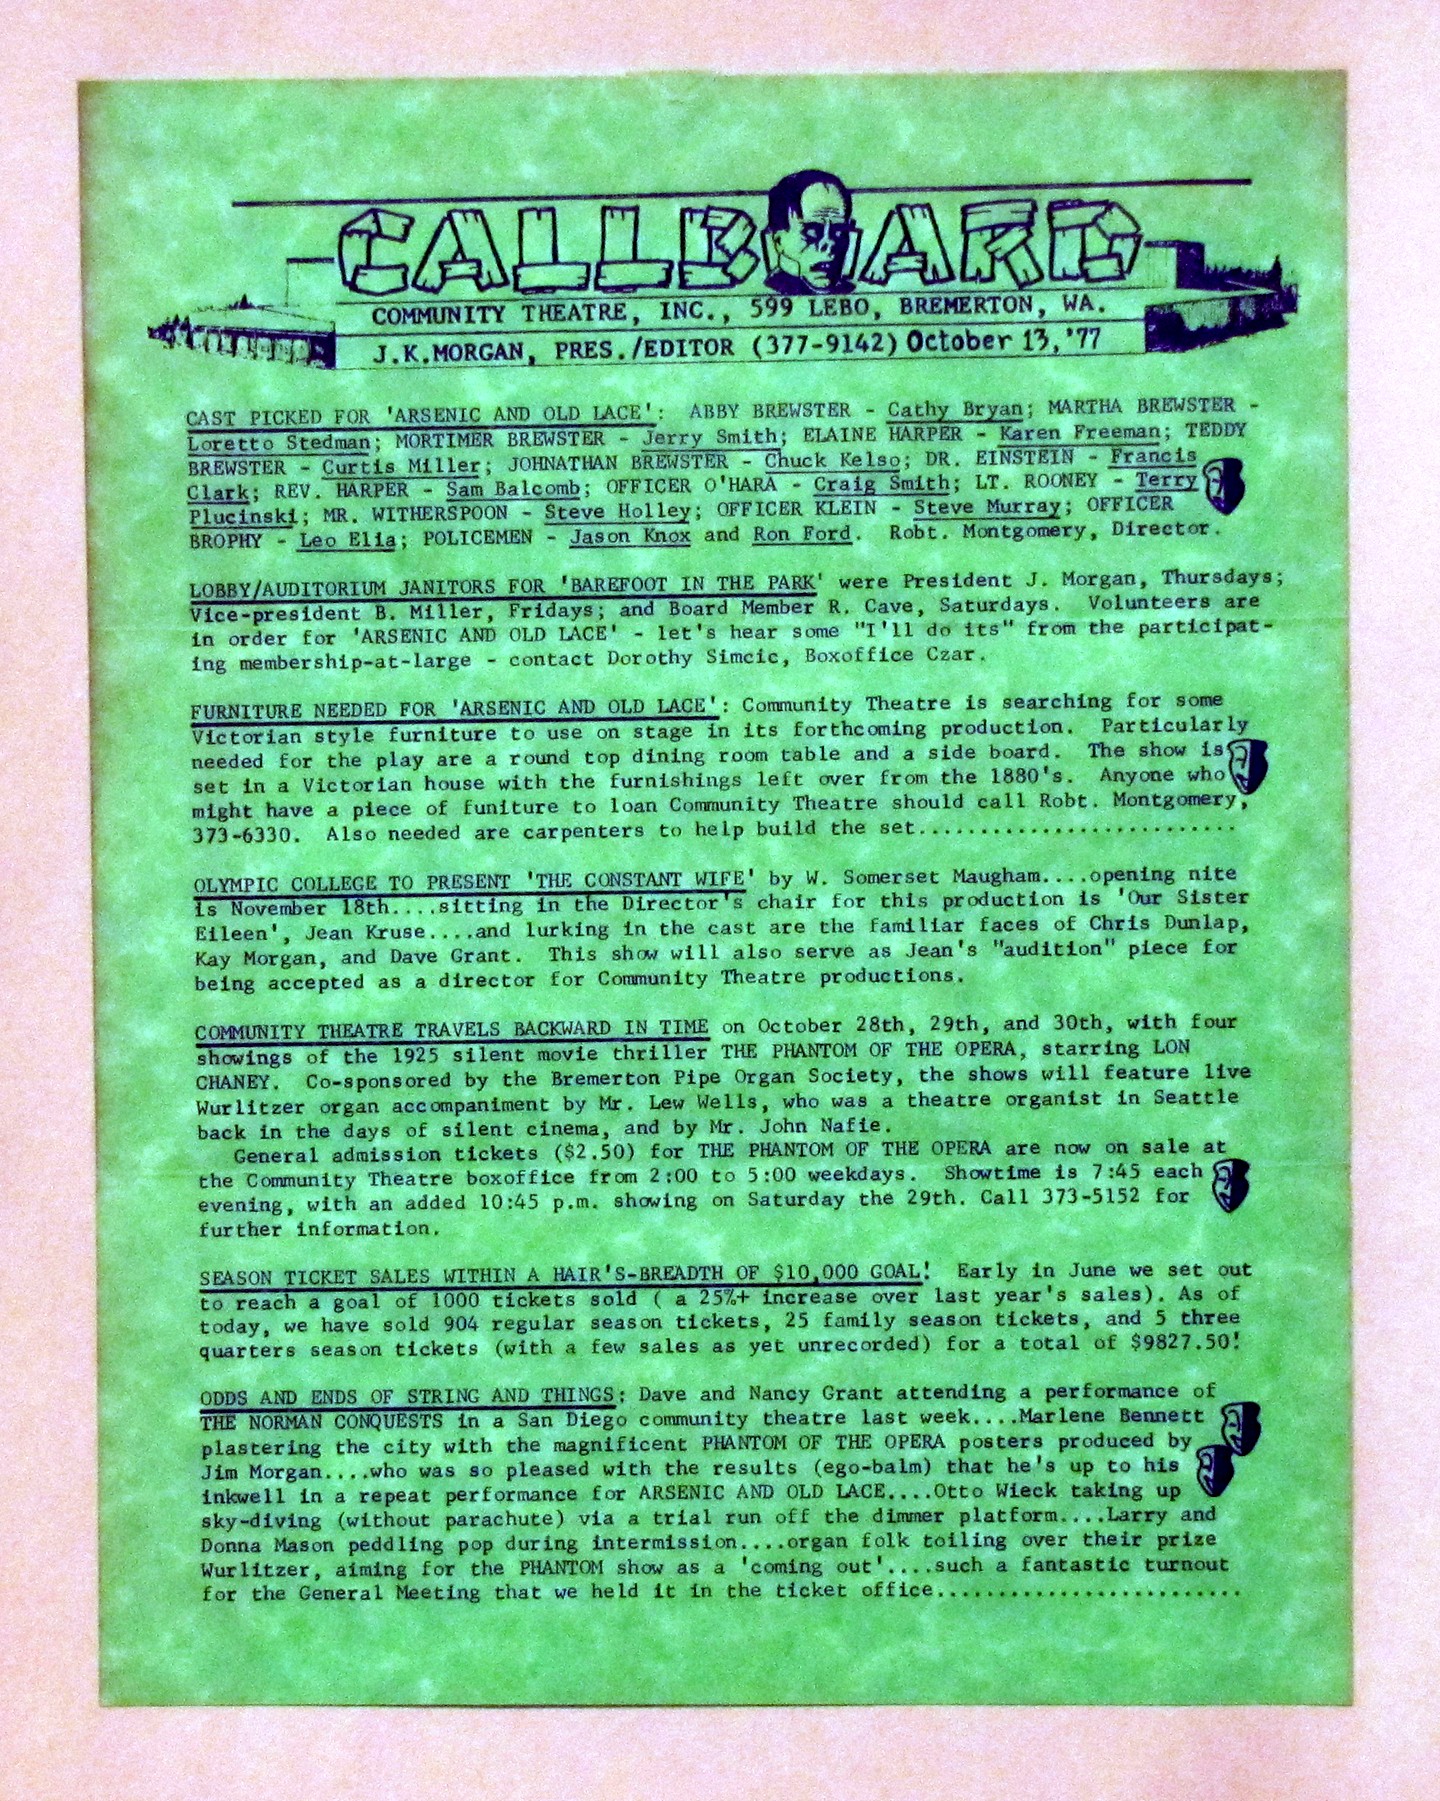 CALLBOARD
COMMUNITY THEATRE, INC., 599 LEBO, BREMERTON, WA.
J.K.MORGAN, PRES./EDITOR (377-9142) October 13,'77
CAST PICKED FOR 'ARSENIC AND OLD LACE': ABBY BREWSTER - Cathy Bryan; MARTHA BREWSTER -
Loretto Stedman; MORTIMER BREWSTER - Jerry Smith; ELAINE HARPER - Karen Freeman; TEDDY
BREWSTER - Curtis Miller; JOHNATHAN BREWSTER - Chuck Kelso; DR. EINSTEIN - Francis
Clark; REV. HARPER - Sam Balcomb; OFFICER O'HARA - Craig Smith; LT. ROONEY - Terry
Plucinski; MR. WITHERSPOON - Steve Holley; OFFICER KLEIN - Steve Murray; OFFICER
BROPHY - Leo Elia; POLICEMEN - Jason Knox and Ron Ford. Robt. Montgomery, Director.
LOBBY/AUDITORIUM JANITORS FOR 'BAREFOOT IN THE PARK' were President J. Morgan, Thursdays;
Vice-president B. Miller, Fridays; and Board Member R. Cave, Saturdays. Volunteers are
in order for 'ARSENIC AND OLD LACE' - let's hear some "I'll do its" from the participat-
ing membership-at-large - contact Dorothy Simcic, Boxoffice Czar.
FURNITURE NEEDED FOR 'ARSENIC AND OLD LACE': Community Theatre is searching for some
Victorian style furniture to use on stage in its forthcoming production. Particularly
needed for the play are a round top dining room table and a side board. The show is
set in a Victorian house with the furnishings left over from the 1880's. Anyone who
might have a piece of funiture to loan Community Theatre should call Robt. Montgomery,
373-6330. Also needed are carpenters to help build the set..........................
OLYMPIC COLLEGE TO PRESENT 'THE CONSTANT WIFE' by W. Somerset Maugham....opening nite
is November 18th....sitting in the Director's chair for this production is 'Our Sister
Eileen', Jean Kruse....and lurking in the cast are the familiar faces of Chris Dunlap,
Kay Morgan, and Dave Grant. This show will also serve as Jean's "audition" piece for
being accepted as a director for Community Theatre productions.
COMMUNITY THEATRE TRAVELS BACKWARD IN TIME on October 28th, 29th, and 30th, with four
showings of the 1925 silent movie thriller THE PHANTOM OF THE OPERA, starring LON
CHANEY. Co-sponsored by the Bremerton Pipe Organ Society, the shows will feature live
Wurlitzer organ accompaniment by Mr. Lew Wells, who was a theatre organist in Seattle
back in the days of silent cinema, and by Mr. John Nafie.
General admission tickets ($2.50) for THE PHANTOM OF THE OPERA are now on sale at
the Community Theatre boxoffice from 2:00 to 5:00 weekdays. Showtime is 7:45 each
evening, with an added 10:45 p.m. showing on Saturday the 29th. Call 373-5152 for
further information.
SEASON TICKET SALES WITHIN A HAIR'S-BREADTH OF $10,000 GOAL! Early in June we set out
to reach a goal of 1000 tickets sold ( a 25%+ increase over last year's sales). As of
today, we have sold 904 regular season tickets, 25 family season tickets, and 5 three
quarters season tickets (with a few sales as yet unrecorded) for a total of $9827.50!
ODDS AND ENDS OF STRING AND THINGS: Dave and Nancy Grant attending a performance of
THE NORMAN CONQUESTS in a San Diego community theatre last week....Marlene Bennett
plastering the city with the magnificent PHANTOM OF THE OPERA posters produced by
Jim Morgan....who was so pleased with the results (ego-balm) that he's up to his
inkwell in a repeat performance for ARSENIC AND OLD LACE....Otto Wieck taking up
sky-diving (without parachute) via a trial run off the dimmer platform....Larry and
Donna Mason peddling pop during intermission....organ folk toiling over their prize
Wurlitzer, aiming for the PHANTOM show as a 'coming out'....such a fantastic turnout
for the General Meeting that we held it in the ticket office.........................